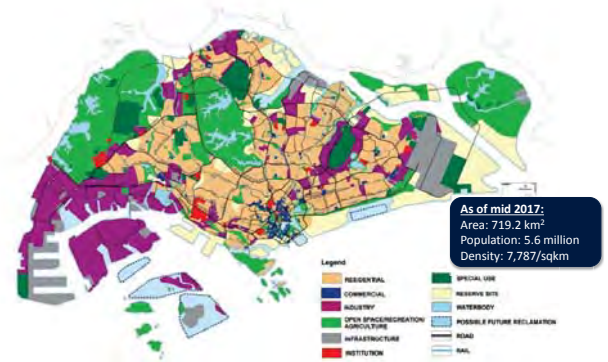 As of mid 2017:
Area: 719.2 km²
Population: 5.6 million
Density: 7,787/sqkm
Legend
RESIDENTIAL
COMMERCIAL
INDUSTRY
OPEN SPACE/RECREATION/
AGRICULTURE
INFRASTRUCTURE
INSTITUTION
SPECIAL USE
RESERVE SITE
WATERBODY
POSSIBLE FUTURE RECLAMATION
ROAD
RAIL